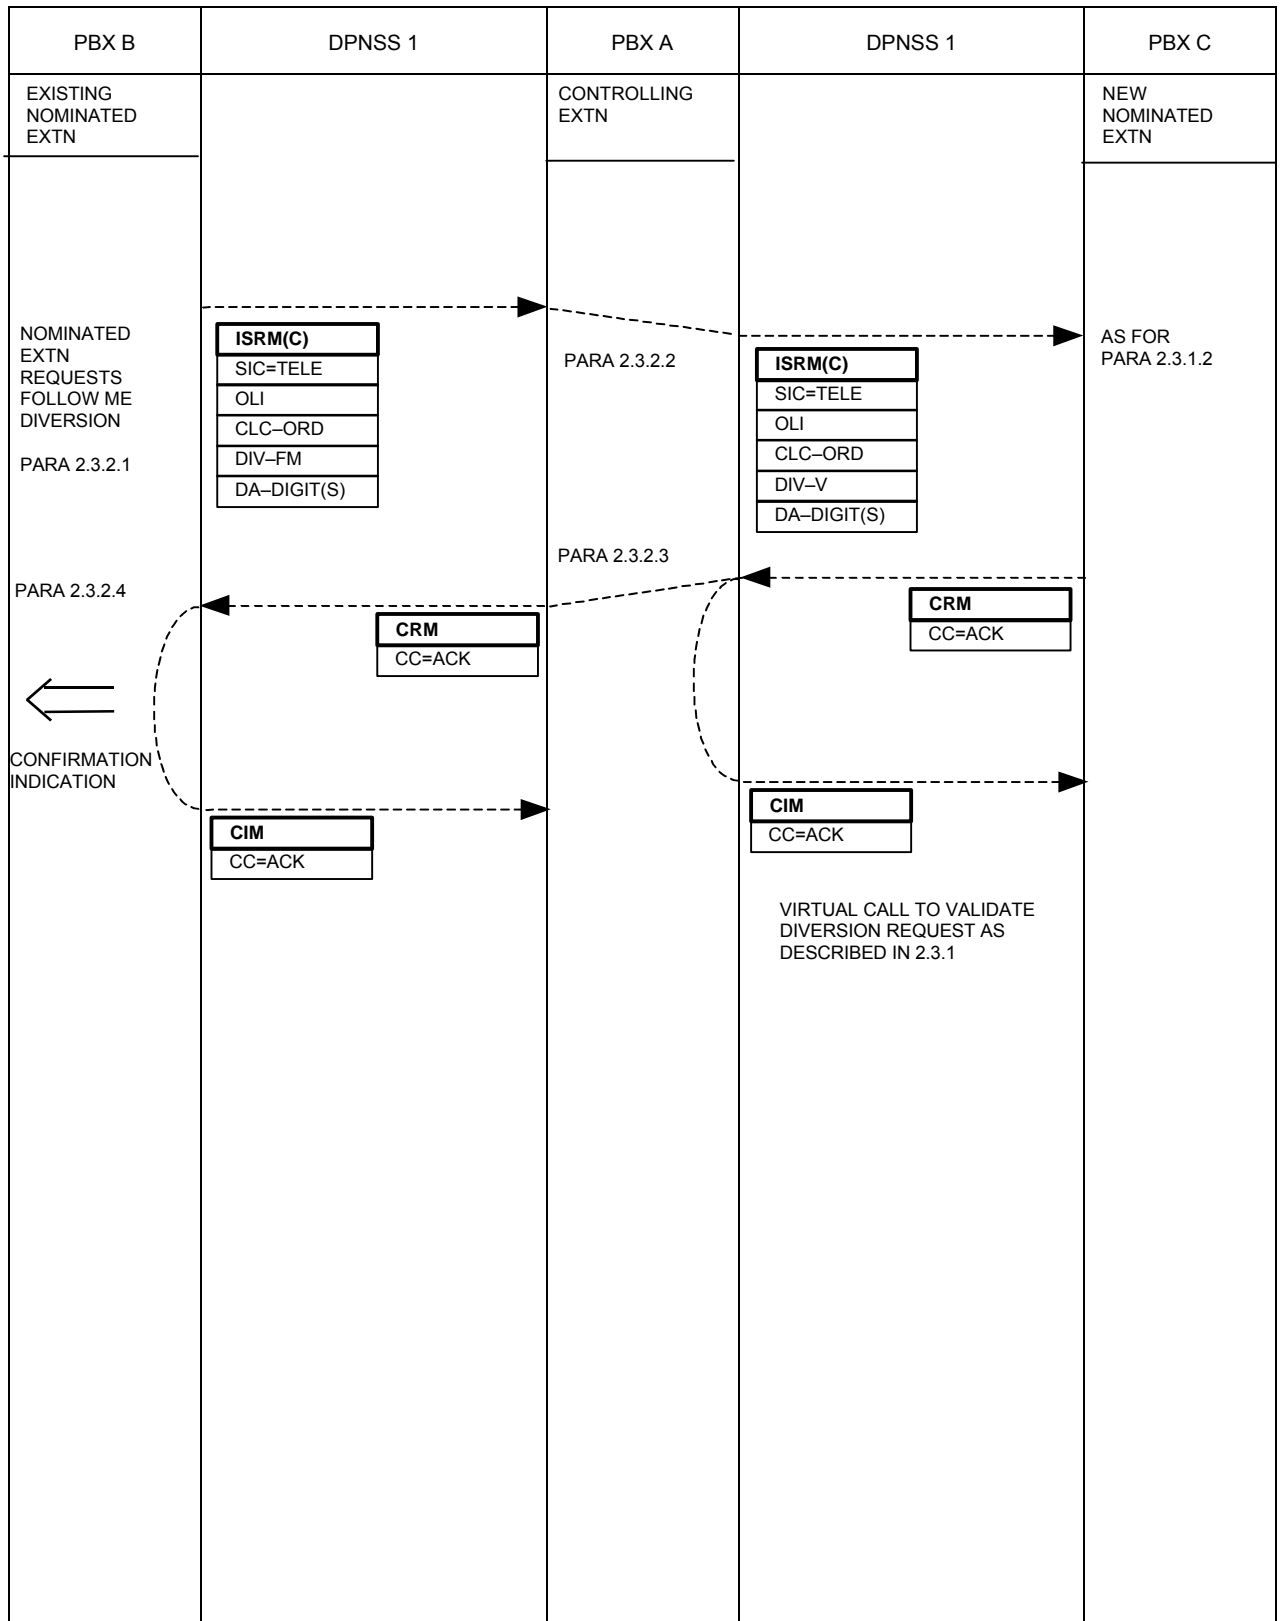 PBX B
DPNSS 1
PBX A
DPNSS 1
PBX C
EXISTING
NOMINATED
EXTN
CONTROLLING
EXTN
NEW
NOMINATED
EXTN
NOMINATED
EXTN
REQUESTS
FOLLOW ME
DIVERSION
PARA 2.3.2.1
ISRM(C)
SIC=TELE
OLI
CLC–ORD
DIV–FM
DA–DIGIT(S)
PARA 2.3.2.2
ISRM(C)
SIC=TELE
OLI
CLC–ORD
DIV–V
DA–DIGIT(S)
AS FOR
PARA 2.3.1.2
PARA 2.3.2.3
PARA 2.3.2.4
CRM
CC=ACK
CRM
CC=ACK
CONFIRMATION
INDICATION
CIM
CC=ACK
CIM
CC=ACK
VIRTUAL CALL TO VALIDATE
DIVERSION REQUEST AS
DESCRIBED IN 2.3.1